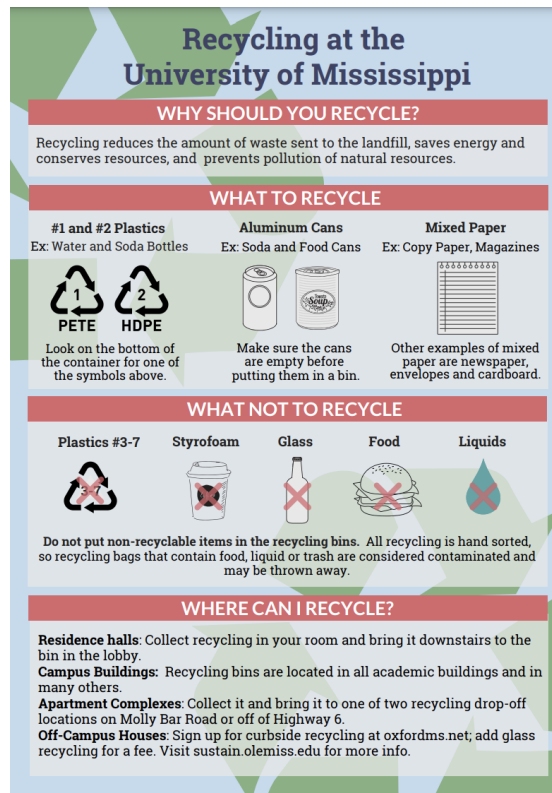 Recycling at the
University of Mississippi
WHY SHOULD YOU RECYCLE?
Recycling reduces the amount of waste sent to the landfill, saves energy and
conserves resources, and prevents pollution of natural resources.
WHAT TO RECYCLE
#1 and #2 Plastics
Ex: Water and Soda Bottles
1
PETE
2
HDPE
Look on the bottom of
the container for one of
the symbols above.
Aluminum Cans
Ex: Soda and Food Cans
Soup
Make sure the cans
are empty before
putting them in a bin.
Mixed Paper
Ex: Copy Paper, Magazines
Other examples of mixed
paper are newspaper,
envelopes and cardboard.
WHAT NOT TO RECYCLE
Plastics #3-7
3-7
Styrofoam
Glass
Food
Liquids
Do not put non-recyclable items in the recycling bins. All recycling is hand sorted,
so recycling bags that contain food, liquid or trash are considered contaminated and
may be thrown away.
WHERE CAN I RECYCLE?
Residence halls: Collect recycling in your room and bring it downstairs to the
bin in the lobby.
Campus Buildings: Recycling bins are located in all academic buildings and in
many others.
Apartment Complexes: Collect it and bring it to one of two recycling drop-off
locations on Molly Bar Road or off of Highway 6.
Off-Campus Houses: Sign up for curbside recycling at oxfordms.net; add glass
recycling for a fee. Visit sustain.olemiss.edu for more info.